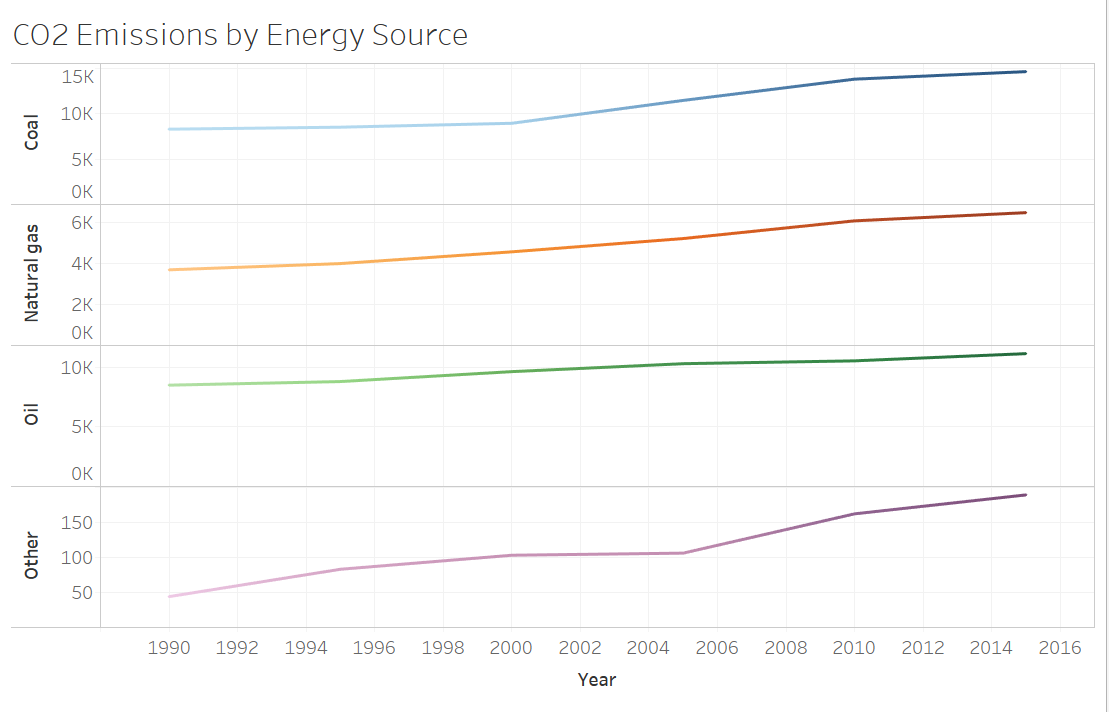 CO2 Emissions by Energy Source
Coal
15K
10K
5K
0K
Natural gas
6K
4K
2K
0K
Oil
10K
5K
0K
Other
150
100
50
1990 1992 1994 1996 1998 2000 2002 2004 2006 2008 2010 2012 2014 2016
Year